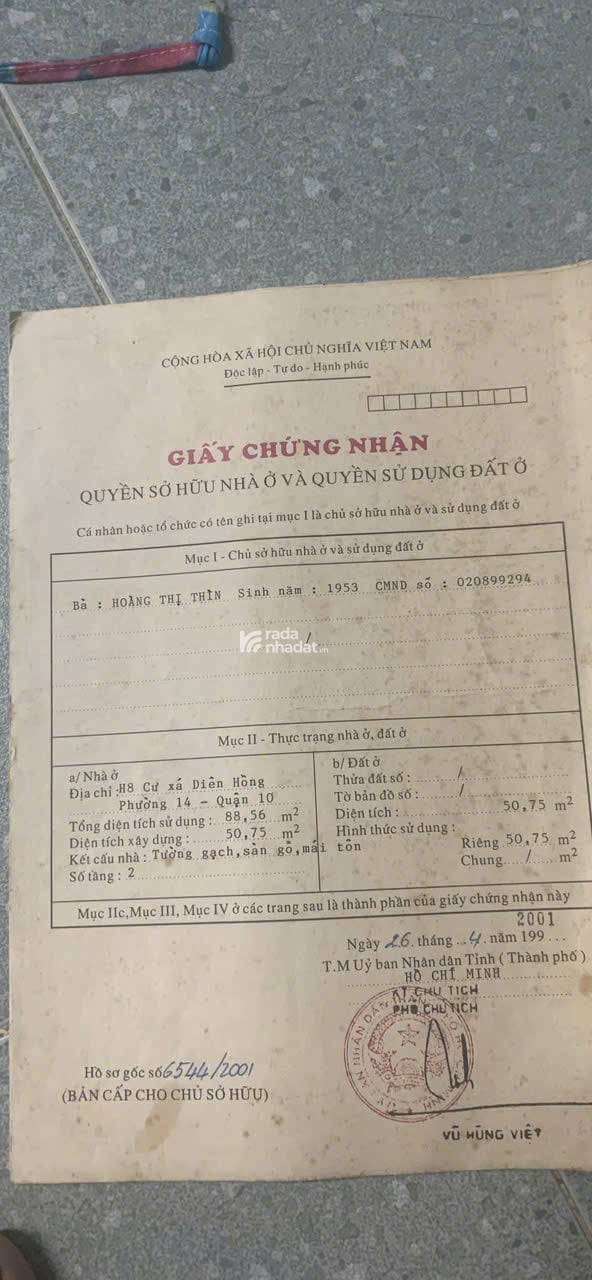 CỘNG HÒA XÃ HỘI CHỦ NGHĨA VIỆT NAM
Độc lập - Tự do - Hạnh phúc
GIẤY CHỨNG NHẬN
QUYỀN SỞ HỮU NHÀ Ở VÀ QUYỀN SỬ DỤNG ĐẤT Ở
Cá nhân hoặc tổ chức có tên ghi tại mục I là chủ sở hữu nhà ở và sử dụng đất ở
Mục I - Chủ sở hữu nhà ở và sử dụng đất ở
Bà : HOÀNG THỊ THÌN Sinh năm : 1953 CMND số : 020899294
/
rada
nhadat.vn
Mục II - Thực trạng nhà ở, đất ở
a/ Nhà ở
Địa chỉ : H8 Cư xá Diên Hồng
Phường 14 - Quận 10
Tổng diện tích sử dụng : 88,56 m2
Diện tích xây dựng : 50,75 m2
Kết cấu nhà : Tường gạch, sàn gỗ, mái tôn
Số tầng : 2
b/ Đất ở
Thửa đất số : /
Tờ bản đồ số : /
Diện tích : 50,75 m2
Hình thức sử dụng :
Riêng 50,75 m2
Chung / m2
Mục IIc, Mục III, Mục IV ở các trang sau là thành phần của giấy chứng nhận này
2001
Ngày 26 tháng 4 năm 199
T.M Uỷ ban Nhân dân Tỉnh ( Thành phố )
HỒ CHÍ MINH
KT CHỦ TỊCH
PHÓ CHỦ TỊCH
Hồ sơ gốc số 6544/2001
(BẢN CẤP CHO CHỦ SỞ HỮU)
VŨ HÙNG VIỆT